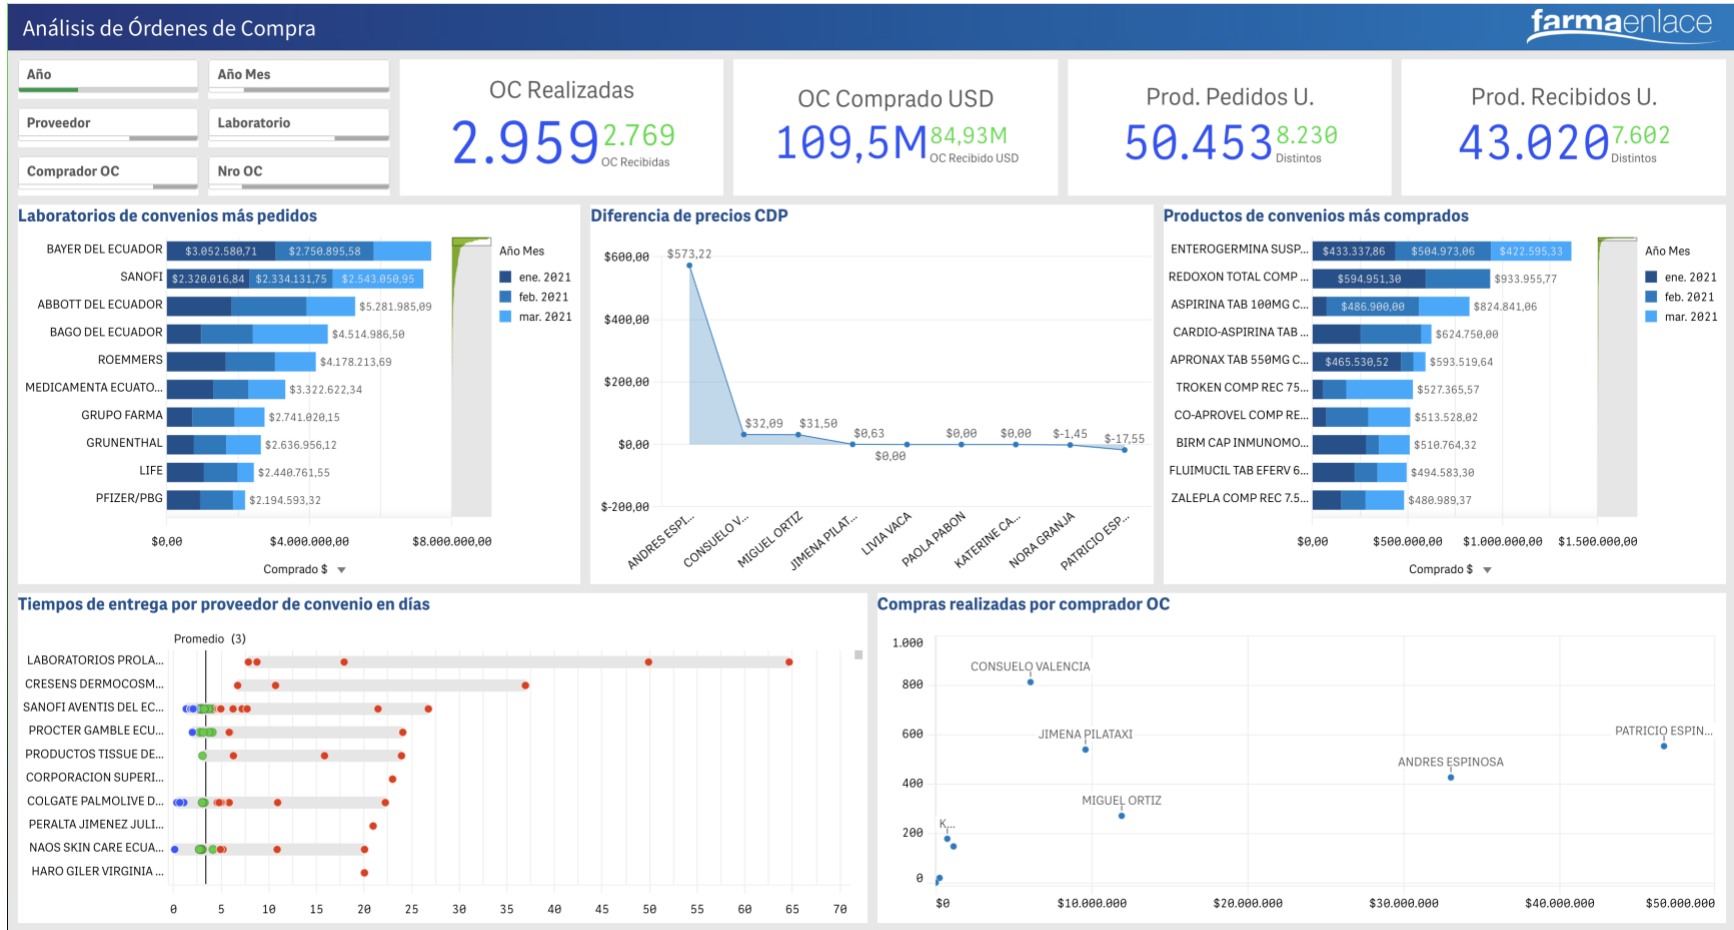 Análisis de Órdenes de Compra
farmaenlace
Año
Año Mes
Proveedor
Laboratorio
Comprador OC
Nro OC
OC Realizadas
2.959
2.769
OC Recibidas
OC Comprado USD
109,5M
84,93M
OC Recibido USD
Prod. Pedidos U.
50.453
8.230
Distintos
Prod. Recibidos U.
43.020
7.602
Distintos
Laboratorios de convenios más pedidos
BAYER DEL ECUADOR
$3.052.580,71
$2.750.895,58
SANOFI
$2.320.016,84
$2.334.131,75
$2.543.050,95
ABBOTT DEL ECUADOR
$5.281.985,09
BAGO DEL ECUADOR
$4.514.986,50
ROEMMERS
$4.178.213,69
MEDICAMENTA ECUATO...
$3.322.622,34
GRUPO FARMA
$2.741.020,15
GRUNENTHAL
$2.636.956,12
LIFE
$2.440.761,55
PFIZER/PBG
$2.194.593,32
$0,00
$4.000.000,00
$8.000.000,00
Comprado $
Año Mes
ene. 2021
feb. 2021
mar. 2021
Diferencia de precios CDP
$600,00
$400,00
$200,00
$0,00
$-200,00
$573,22
$32,09
$31,50
$0,63
$0,00
$0,00
$0,00
$-1,45
$-17,55
ANDRES ESPI...
CONSUELO V...
MIGUEL ORTIZ
JIMENA PILAT...
LIVIA VACA
PAOLA PABON
KATERINE CA...
NORA GRANJA
PATRICIO ESP...
Productos de convenios más comprados
ENTEROGERMINA SUSP...
$433.337,86
$504.973,06
$422.595,33
REDOXON TOTAL COMP ...
$594.951,30
$933.955,77
ASPIRINA TAB 100MG C...
$486.900,00
$824.841,06
CARDIO-ASPIRINA TAB ...
$624.750,00
APRONAX TAB 550MG C...
$465.530,52
$593.519,64
TROKEN COMP REC 75...
$527.365,57
CO-APROVEL COMP RE...
$513.528,02
BIRM CAP INMUNOMO...
$510.764,32
FLUIMUCIL TAB EFERV 6...
$494.583,30
ZALEPLA COMP REC 7.5...
$480.989,37
$0,00
$500.000,00
$1.000.000,00
$1.500.000,00
Comprado $
Año Mes
ene. 2021
feb. 2021
mar. 2021
Tiempos de entrega por proveedor de convenio en días
Promedio (3)
LABORATORIOS PROLA...
CRESENS DERMOCOSM...
SANOFI AVENTIS DEL EC...
PROCTER GAMBLE ECU...
PRODUCTOS TISSUE DE...
CORPORACION SUPERI...
COLGATE PALMOLIVE D...
PERALTA JIMENEZ JULI...
NAOS SKIN CARE ECUA...
HARO GILER VIRGINIA ...
0 5 10 15 20 25 30 35 40 45 50 55 60 65 70
Compras realizadas por comprador OC
1.000
800
600
400
200
0
CONSUELO VALENCIA
JIMENA PILATAXI
PATRICIO ESPIN...
ANDRES ESPINOSA
MIGUEL ORTIZ
K...
$0
$10.000.000
$20.000.000
$30.000.000
$40.000.000
$50.000.000